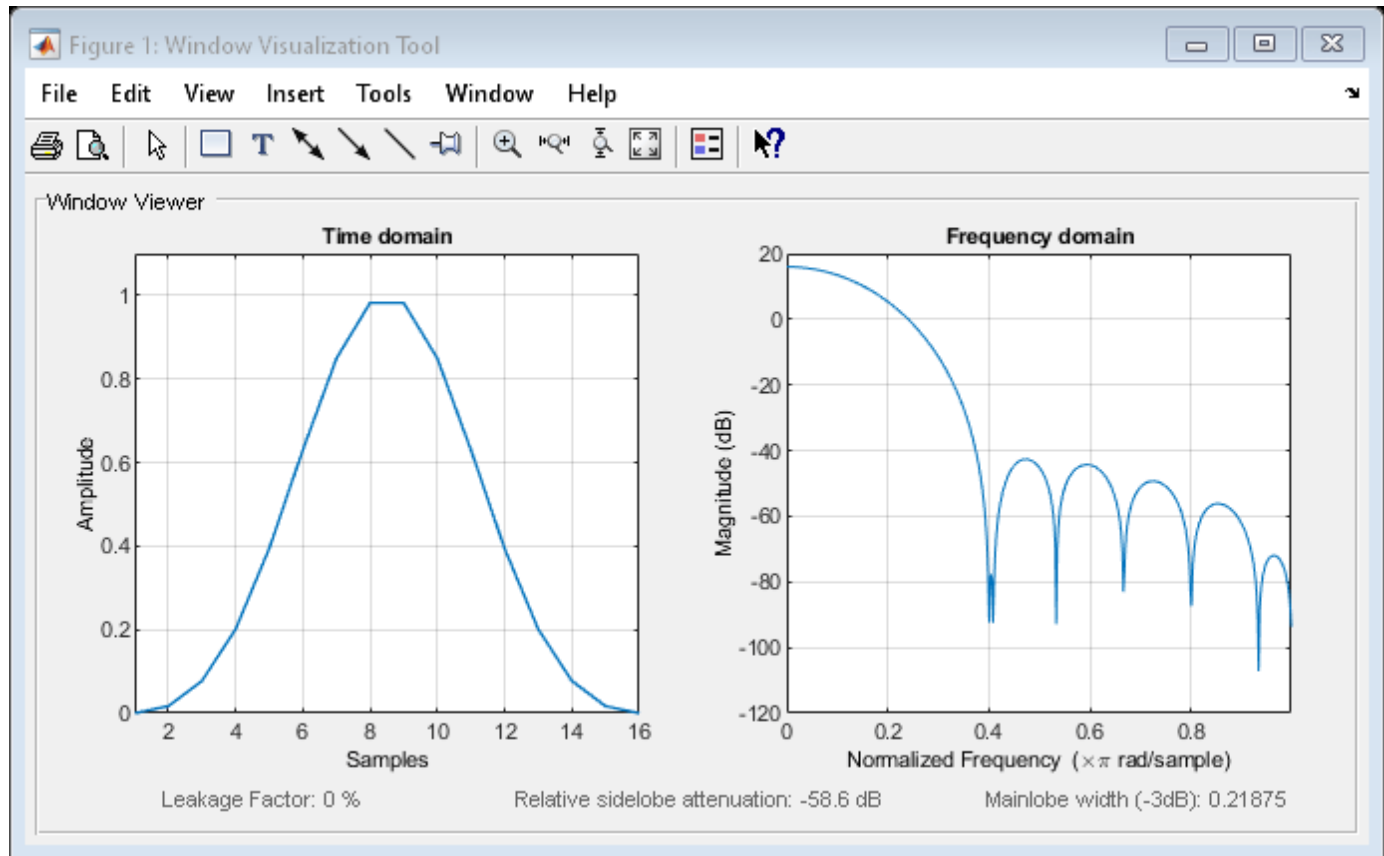 Figure 1: Window Visualization Tool
File Edit View Insert Tools Window Help
T
?
Window Viewer
Time domain
1
0.8
0.6
0.4
0.2
0
2 4 6 8 10 12 14 16
Amplitude
Samples
Frequency domain
20
0
-20
-40
-60
-80
-100
-120
0 0.2 0.4 0.6 0.8
Magnitude (dB)
Normalized Frequency (×π rad/sample)
Leakage Factor: 0 % Relative sidelobe attenuation: -58.6 dB Mainlobe width (-3dB): 0.21875